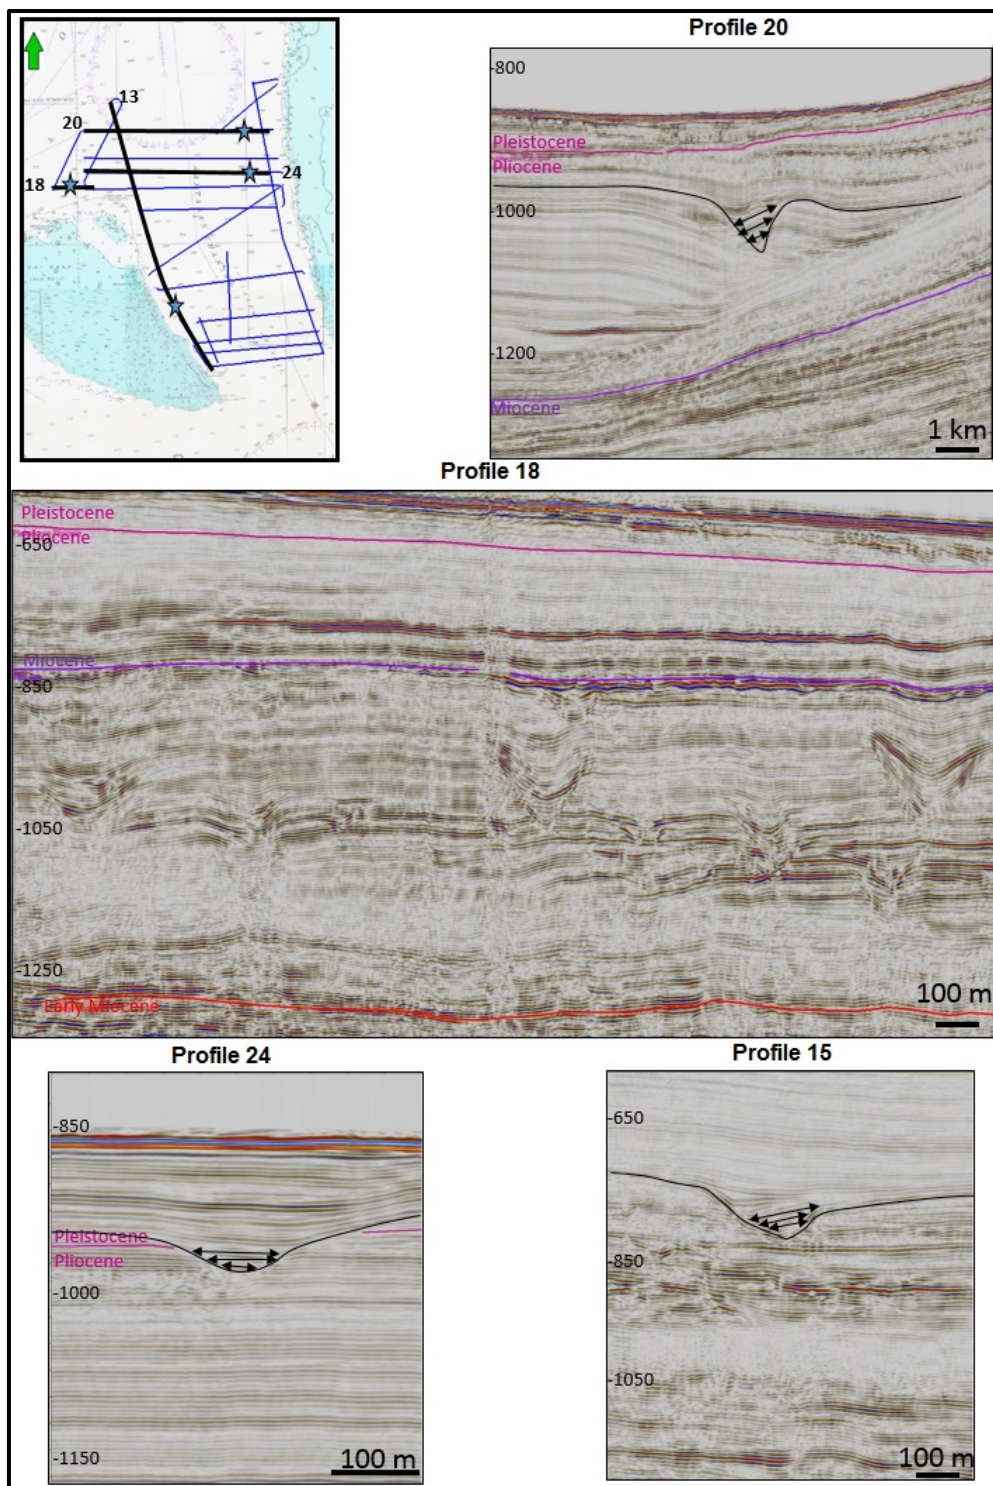 13
20
24
18
Profile 20
-800
Pleistocene
Pliocene
-1000
-1200
Miocene
1 km
Profile 18
Pleistocene
Pliocene
-650
Miocene
-850
-1050
-1250
Early Miocene
100 m
Profile 24
-850
Pleistocene
Pliocene
-1000
-1150
100 m
Profile 15
-650
-850
-1050
100 m